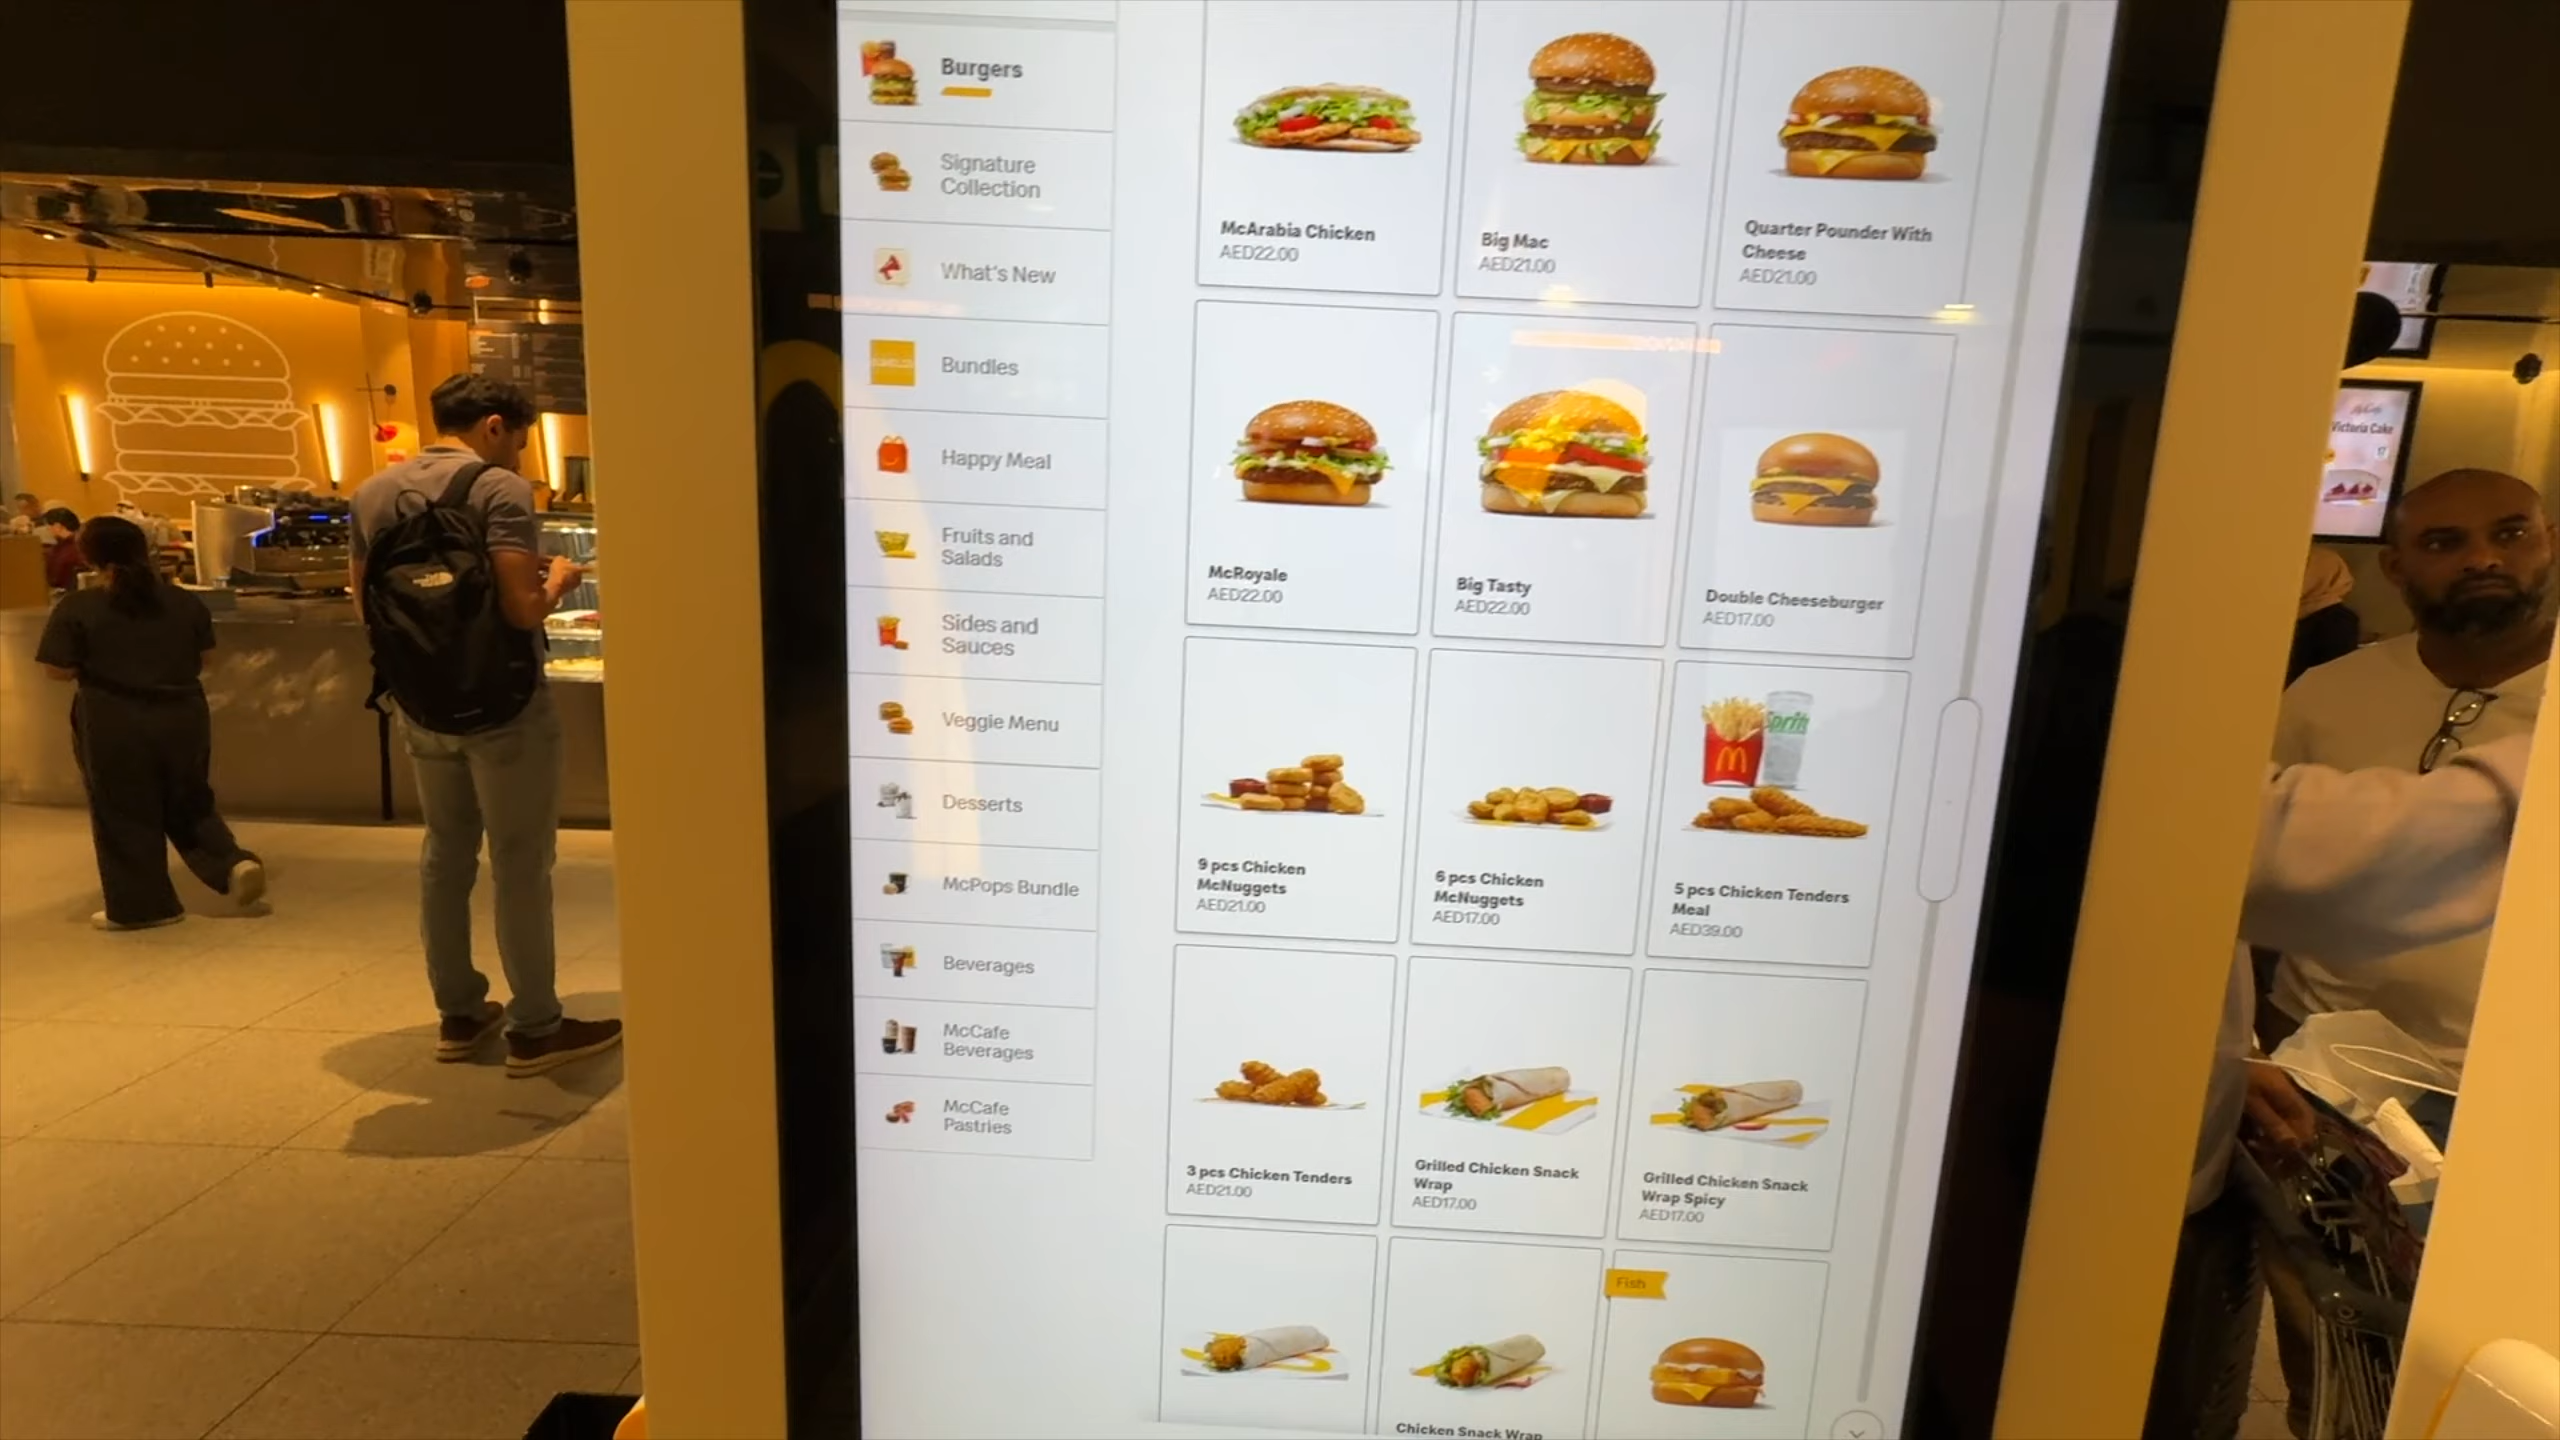 Burgers
Signature
Collection
What's New
Bundles
Happy Meal
Fruits and
Salads
Sides and
Sauces
Veggie Menu
Desserts
McPops Bundle
Beverages
McCafe
Beverages
McCafe
Pastries
McArabia Chicken
AED22.00
Big Mac
AED21.00
Quarter Pounder With
Cheese
AED21.00
McRoyale
AED22.00
Big Tasty
AED22.00
Double Cheeseburger
AED17.00
9 pcs Chicken
McNuggets
AED21.00
6 pcs Chicken
McNuggets
AED17.00
Sprite
5 pcs Chicken Tenders
Meal
AED39.00
3 pcs Chicken Tenders
AED21.00
Grilled Chicken Snack
Wrap
AED17.00
Grilled Chicken Snack
Wrap Spicy
AED17.00
Chicken Snack Wrap
Fish
Victoria Cake
17